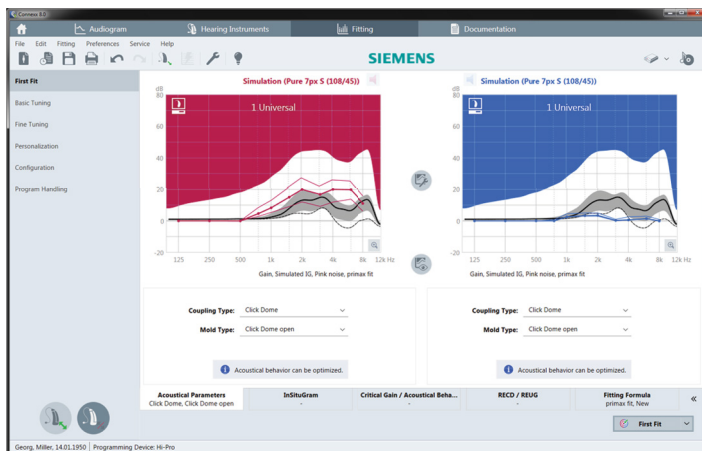 Connexx 8.0
Audiogram
Hearing Instruments
Fitting
Documentation
File Edit Fitting Preferences Service Help
SIEMENS
First Fit
Basic Tuning
Fine Tuning
Personalization
Configuration
Program Handling
Simulation (Pure 7px S (108/45))
dB
80
1 Universal
60
40
20
0
-20
125 250 500 1k 2k 4k 8k 12k Hz
Gain, Simulated IG, Pink noise, primax fit
Simulation (Pure 7px S (108/45))
dB
80
1 Universal
60
40
20
0
-20
125 250 500 1k 2k 4k 8k 12k Hz
Gain, Simulated IG, Pink noise, primax fit
Coupling Type: Click Dome
Mold Type: Click Dome open
Acoustical behavior can be optimized.
Coupling Type: Click Dome
Mold Type: Click Dome open
Acoustical behavior can be optimized.
Acoustical Parameters
Click Dome, Click Dome open
InSituGram
-
Critical Gain / Acoustical Beha...
-
RECD / REUG
-
Fitting Formula
primax fit, New
«
First Fit
Georg, Miller, 14.01.1950 Programming Device: Hi-Pro